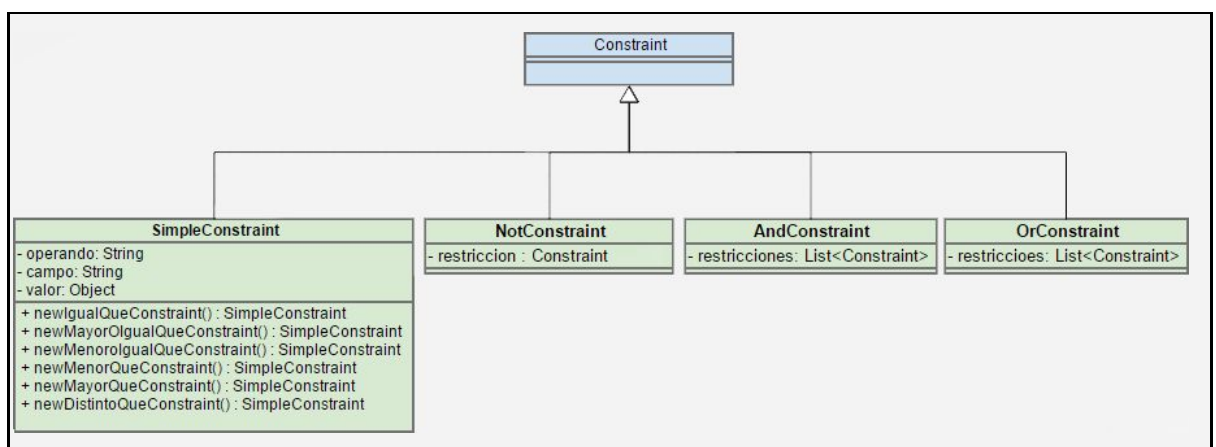 Constraint
SimpleConstraint
- operando: String
- campo: String
- valor: Object
+ newIgualQueConstraint() : SimpleConstraint
+ newMayorOIgualQueConstraint() : SimpleConstraint
+ newMenoroIgualQueConstraint() : SimpleConstraint
+ newMenorQueConstraint() : SimpleConstraint
+ newMayorQueConstraint() : SimpleConstraint
+ newDistintoQueConstraint() : SimpleConstraint
NotConstraint
- restriccion : Constraint
AndConstraint
- restricciones: List<Constraint>
OrConstraint
- restriccioes: List<Constraint>